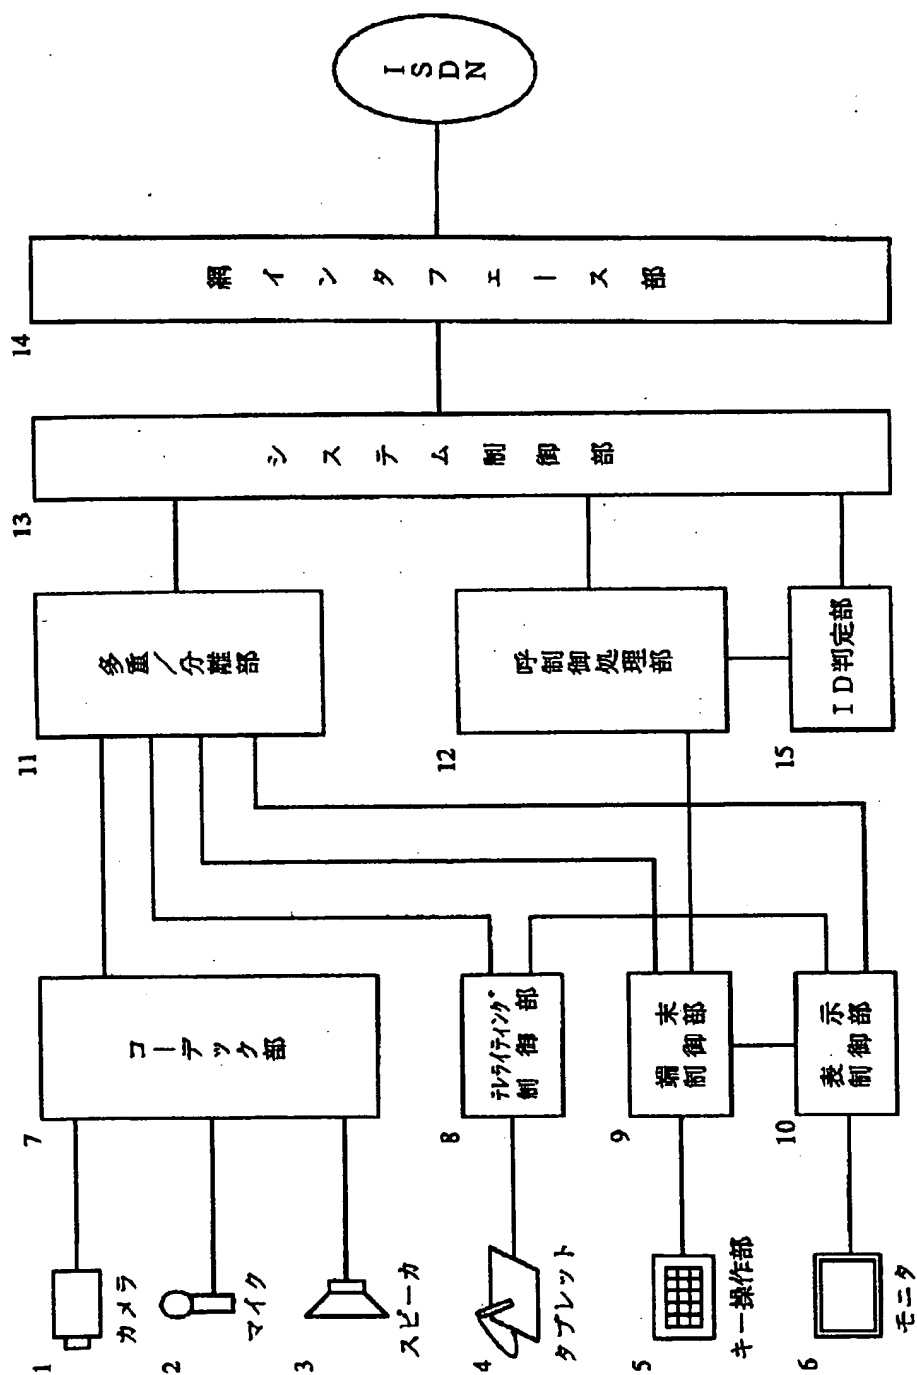 1
カメラ
2
マイク
3
スピーカ
4
タブレット
5
キー操作部
6
モニタ
7
コーデック部
8
テレライティング
制御部
9
端末
制御部
10
表示
制御部
11
多重/分離部
12
呼制御処理部
15
ID判定部
13
システム制御部
14
網インタフェース部
ISDN